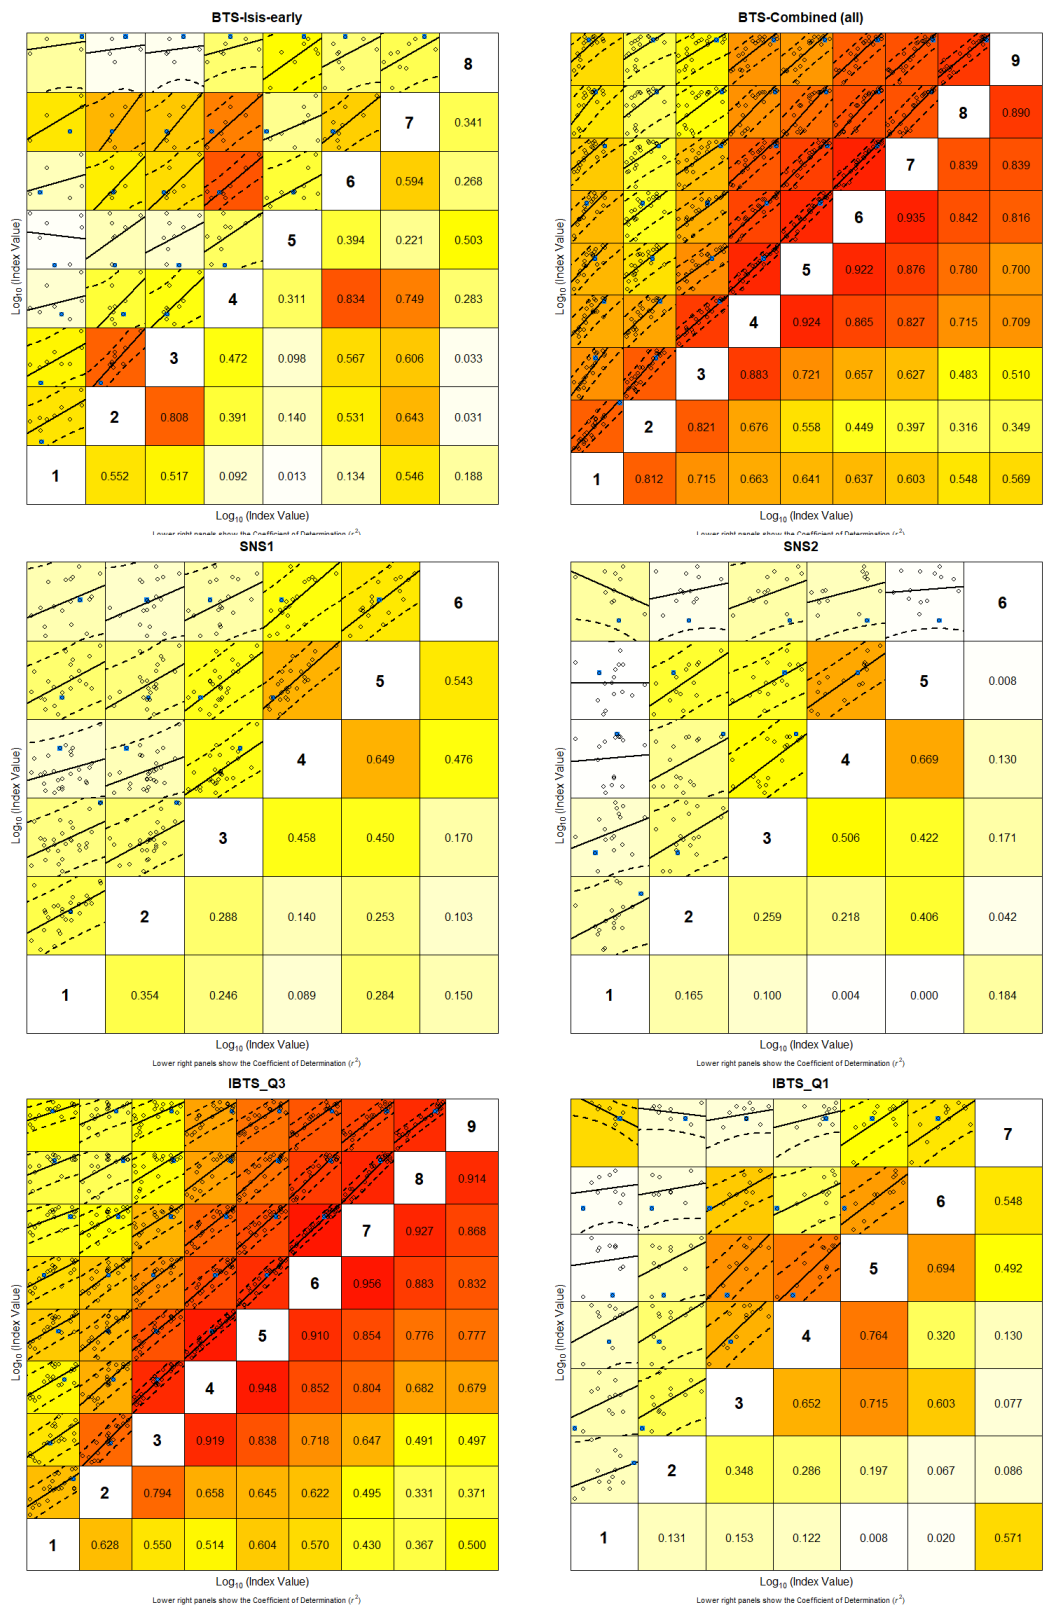 BTS-Isis-early
8
7 0.341
6 0.594 0.268
5 0.394 0.221 0.503
4 0.311 0.834 0.749 0.283
3 0.472 0.098 0.567 0.606 0.033
2 0.808 0.391 0.140 0.531 0.643 0.031
1 0.552 0.517 0.092 0.013 0.134 0.546 0.188
Log10 (Index Value)
Log10 (Index Value)
Lower right panels show the Coefficient of Determination (r2)
BTS-Combined (all)
9
8 0.890
7 0.839 0.839
6 0.935 0.842 0.816
5 0.922 0.876 0.780 0.700
4 0.924 0.865 0.827 0.715 0.709
3 0.883 0.721 0.657 0.627 0.483 0.510
2 0.821 0.676 0.558 0.449 0.397 0.316 0.349
1 0.812 0.715 0.663 0.641 0.637 0.603 0.548 0.569
Log10 (Index Value)
Log10 (Index Value)
Lower right panels show the Coefficient of Determination (r2)
SNS1
6
5 0.543
4 0.649 0.476
3 0.458 0.450 0.170
2 0.288 0.140 0.253 0.103
1 0.354 0.246 0.089 0.284 0.150
Log10 (Index Value)
Log10 (Index Value)
Lower right panels show the Coefficient of Determination (r2)
SNS2
6
5 0.008
4 0.669 0.130
3 0.506 0.422 0.171
2 0.259 0.218 0.406 0.042
1 0.165 0.100 0.004 0.000 0.184
Log10 (Index Value)
Log10 (Index Value)
Lower right panels show the Coefficient of Determination (r2)
IBTS_Q3
9
8 0.914
7 0.927 0.868
6 0.956 0.883 0.832
5 0.910 0.854 0.776 0.777
4 0.948 0.852 0.804 0.682 0.679
3 0.919 0.838 0.718 0.647 0.491 0.497
2 0.794 0.658 0.645 0.622 0.495 0.331 0.371
1 0.628 0.550 0.514 0.604 0.570 0.430 0.367 0.500
Log10 (Index Value)
Log10 (Index Value)
Lower right panels show the Coefficient of Determination (r2)
IBTS_Q1
7
6 0.548
5 0.694 0.492
4 0.764 0.320 0.130
3 0.652 0.715 0.603 0.077
2 0.348 0.286 0.197 0.067 0.086
1 0.131 0.153 0.122 0.008 0.020 0.571
Log10 (Index Value)
Log10 (Index Value)
Lower right panels show the Coefficient of Determination (r2)